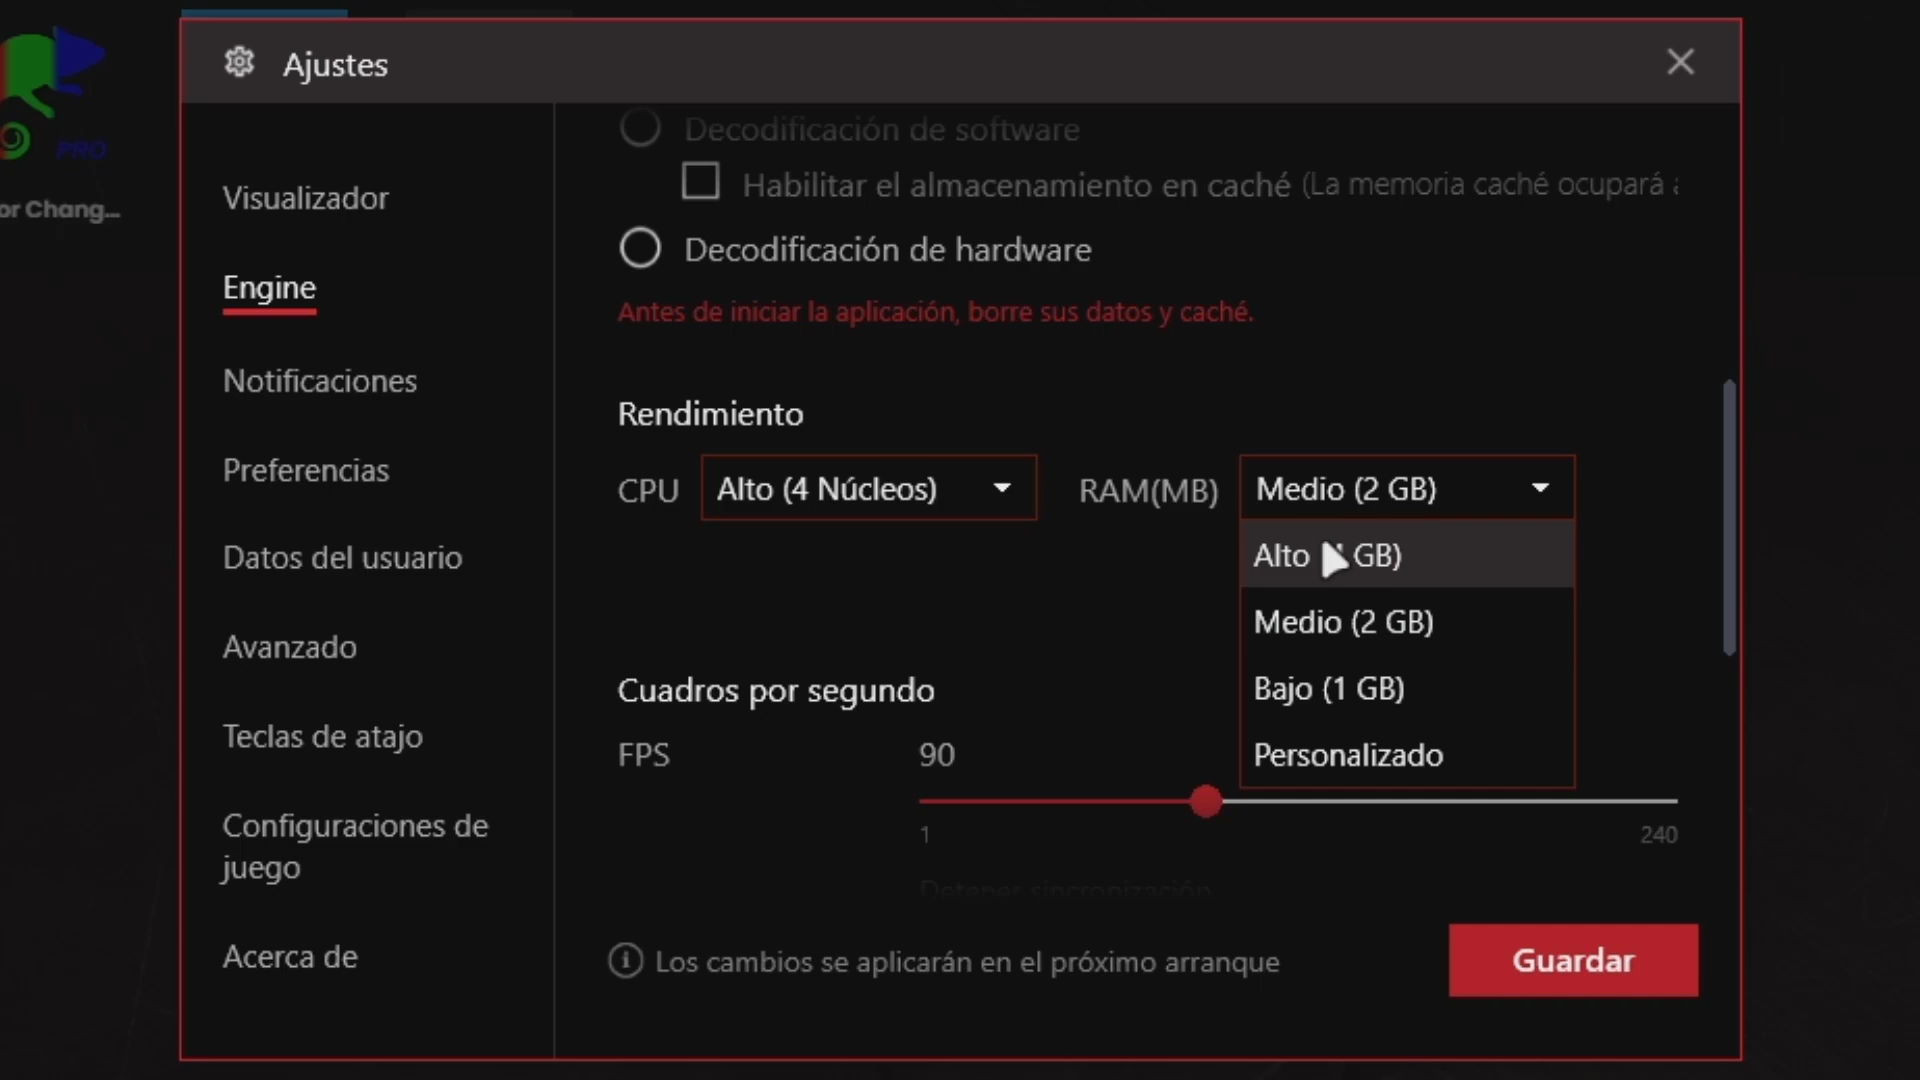 Ajustes
PRO
or Chang...
Visualizador
Engine
Notificaciones
Preferencias
Datos del usuario
Avanzado
Teclas de atajo
Configuraciones de
juego
Acerca de
Decodificación de software
Habilitar el almacenamiento en caché (La memoria caché ocupará
Decodificación de hardware
Antes de iniciar la aplicación, borre sus datos y caché.
Rendimiento
CPU Alto (4 Núcleos) RAM(MB) Medio (2 GB)
Alto GB)
Medio (2 GB)
Bajo (1 GB)
Personalizado
Cuadros por segundo
FPS 90
1 240
Detener sincronización
Los cambios se aplicarán en el próximo arranque
Guardar